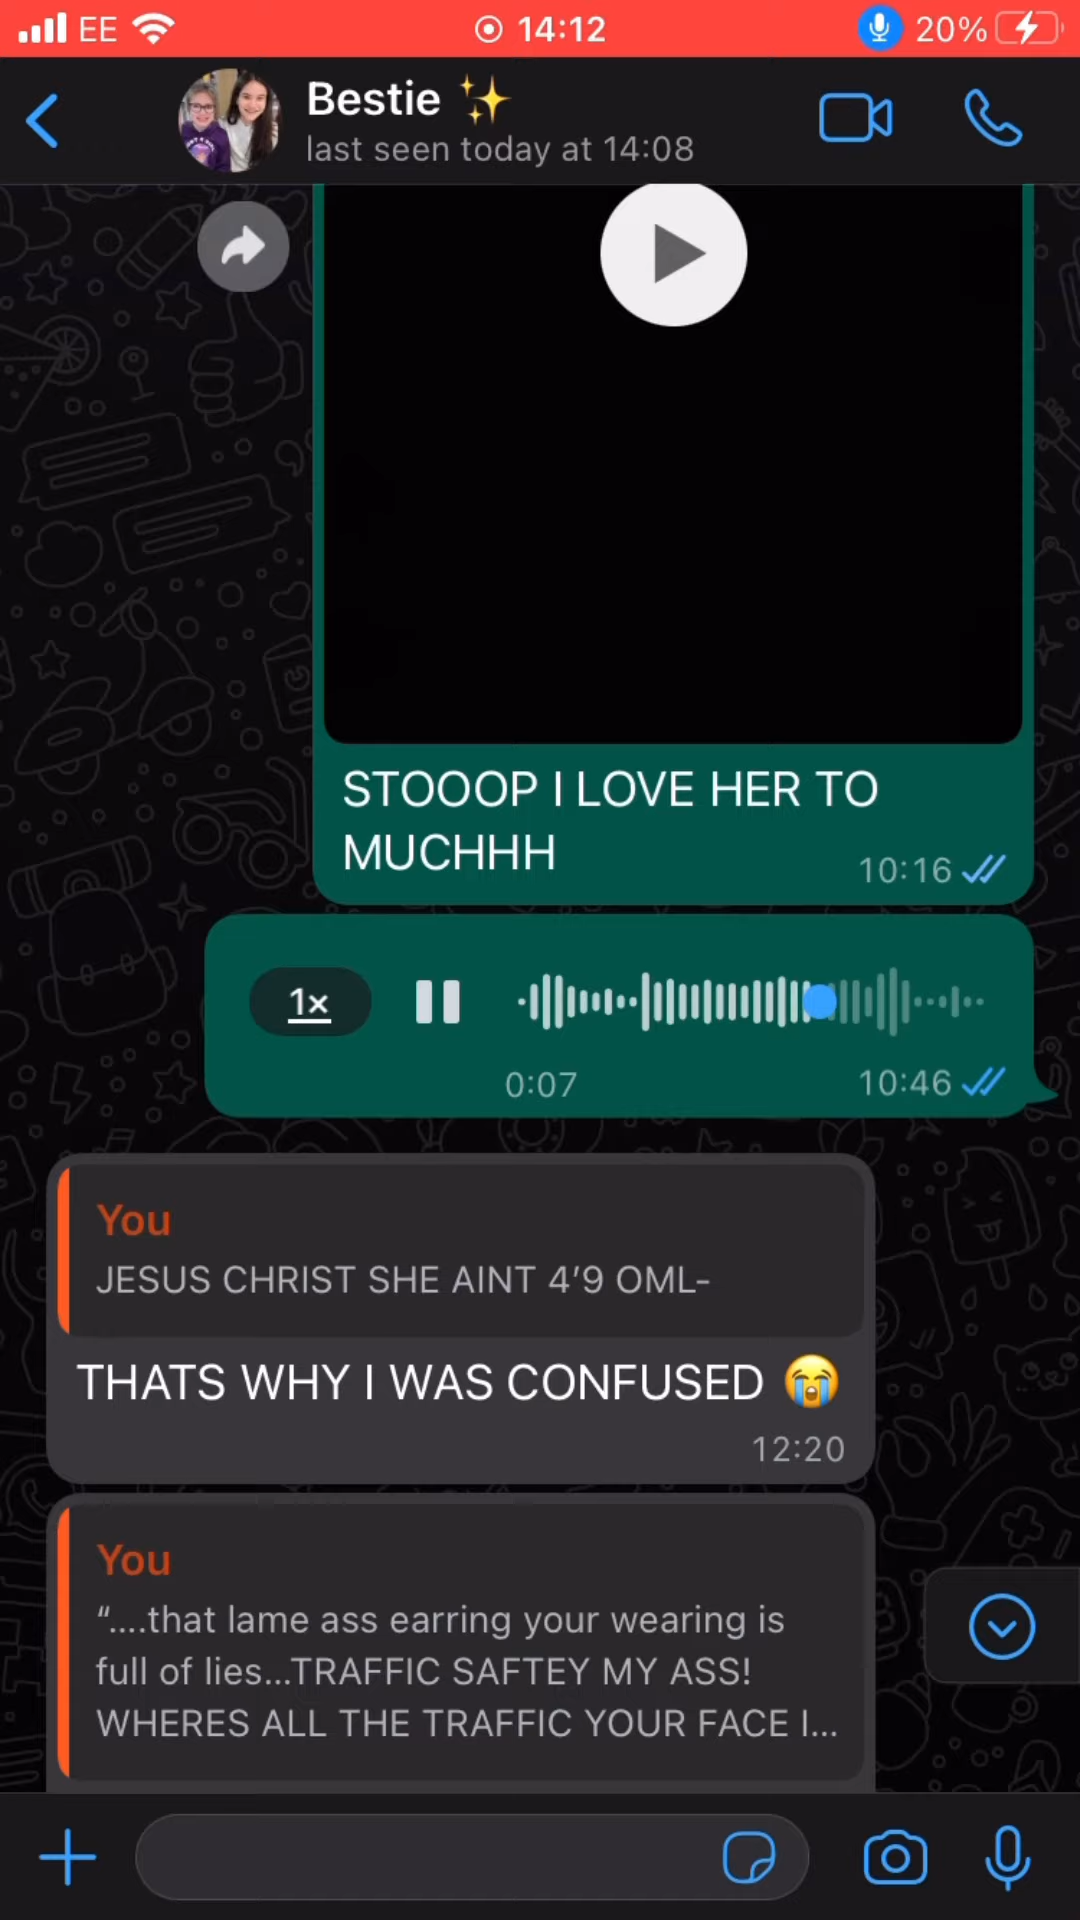 EE 14:12 20%
Bestie ✨
last seen today at 14:08
STOOOP I LOVE HER TO
MUCHHH
10:16
1x
0:07 10:46
You
JESUS CHRIST SHE AINT 4’9 OML-
THATS WHY I WAS CONFUSED 😭
12:20
You
“....that lame ass earring your wearing is
full of lies...TRAFFIC SAFTEY MY ASS!
WHERES ALL THE TRAFFIC YOUR FACE I...